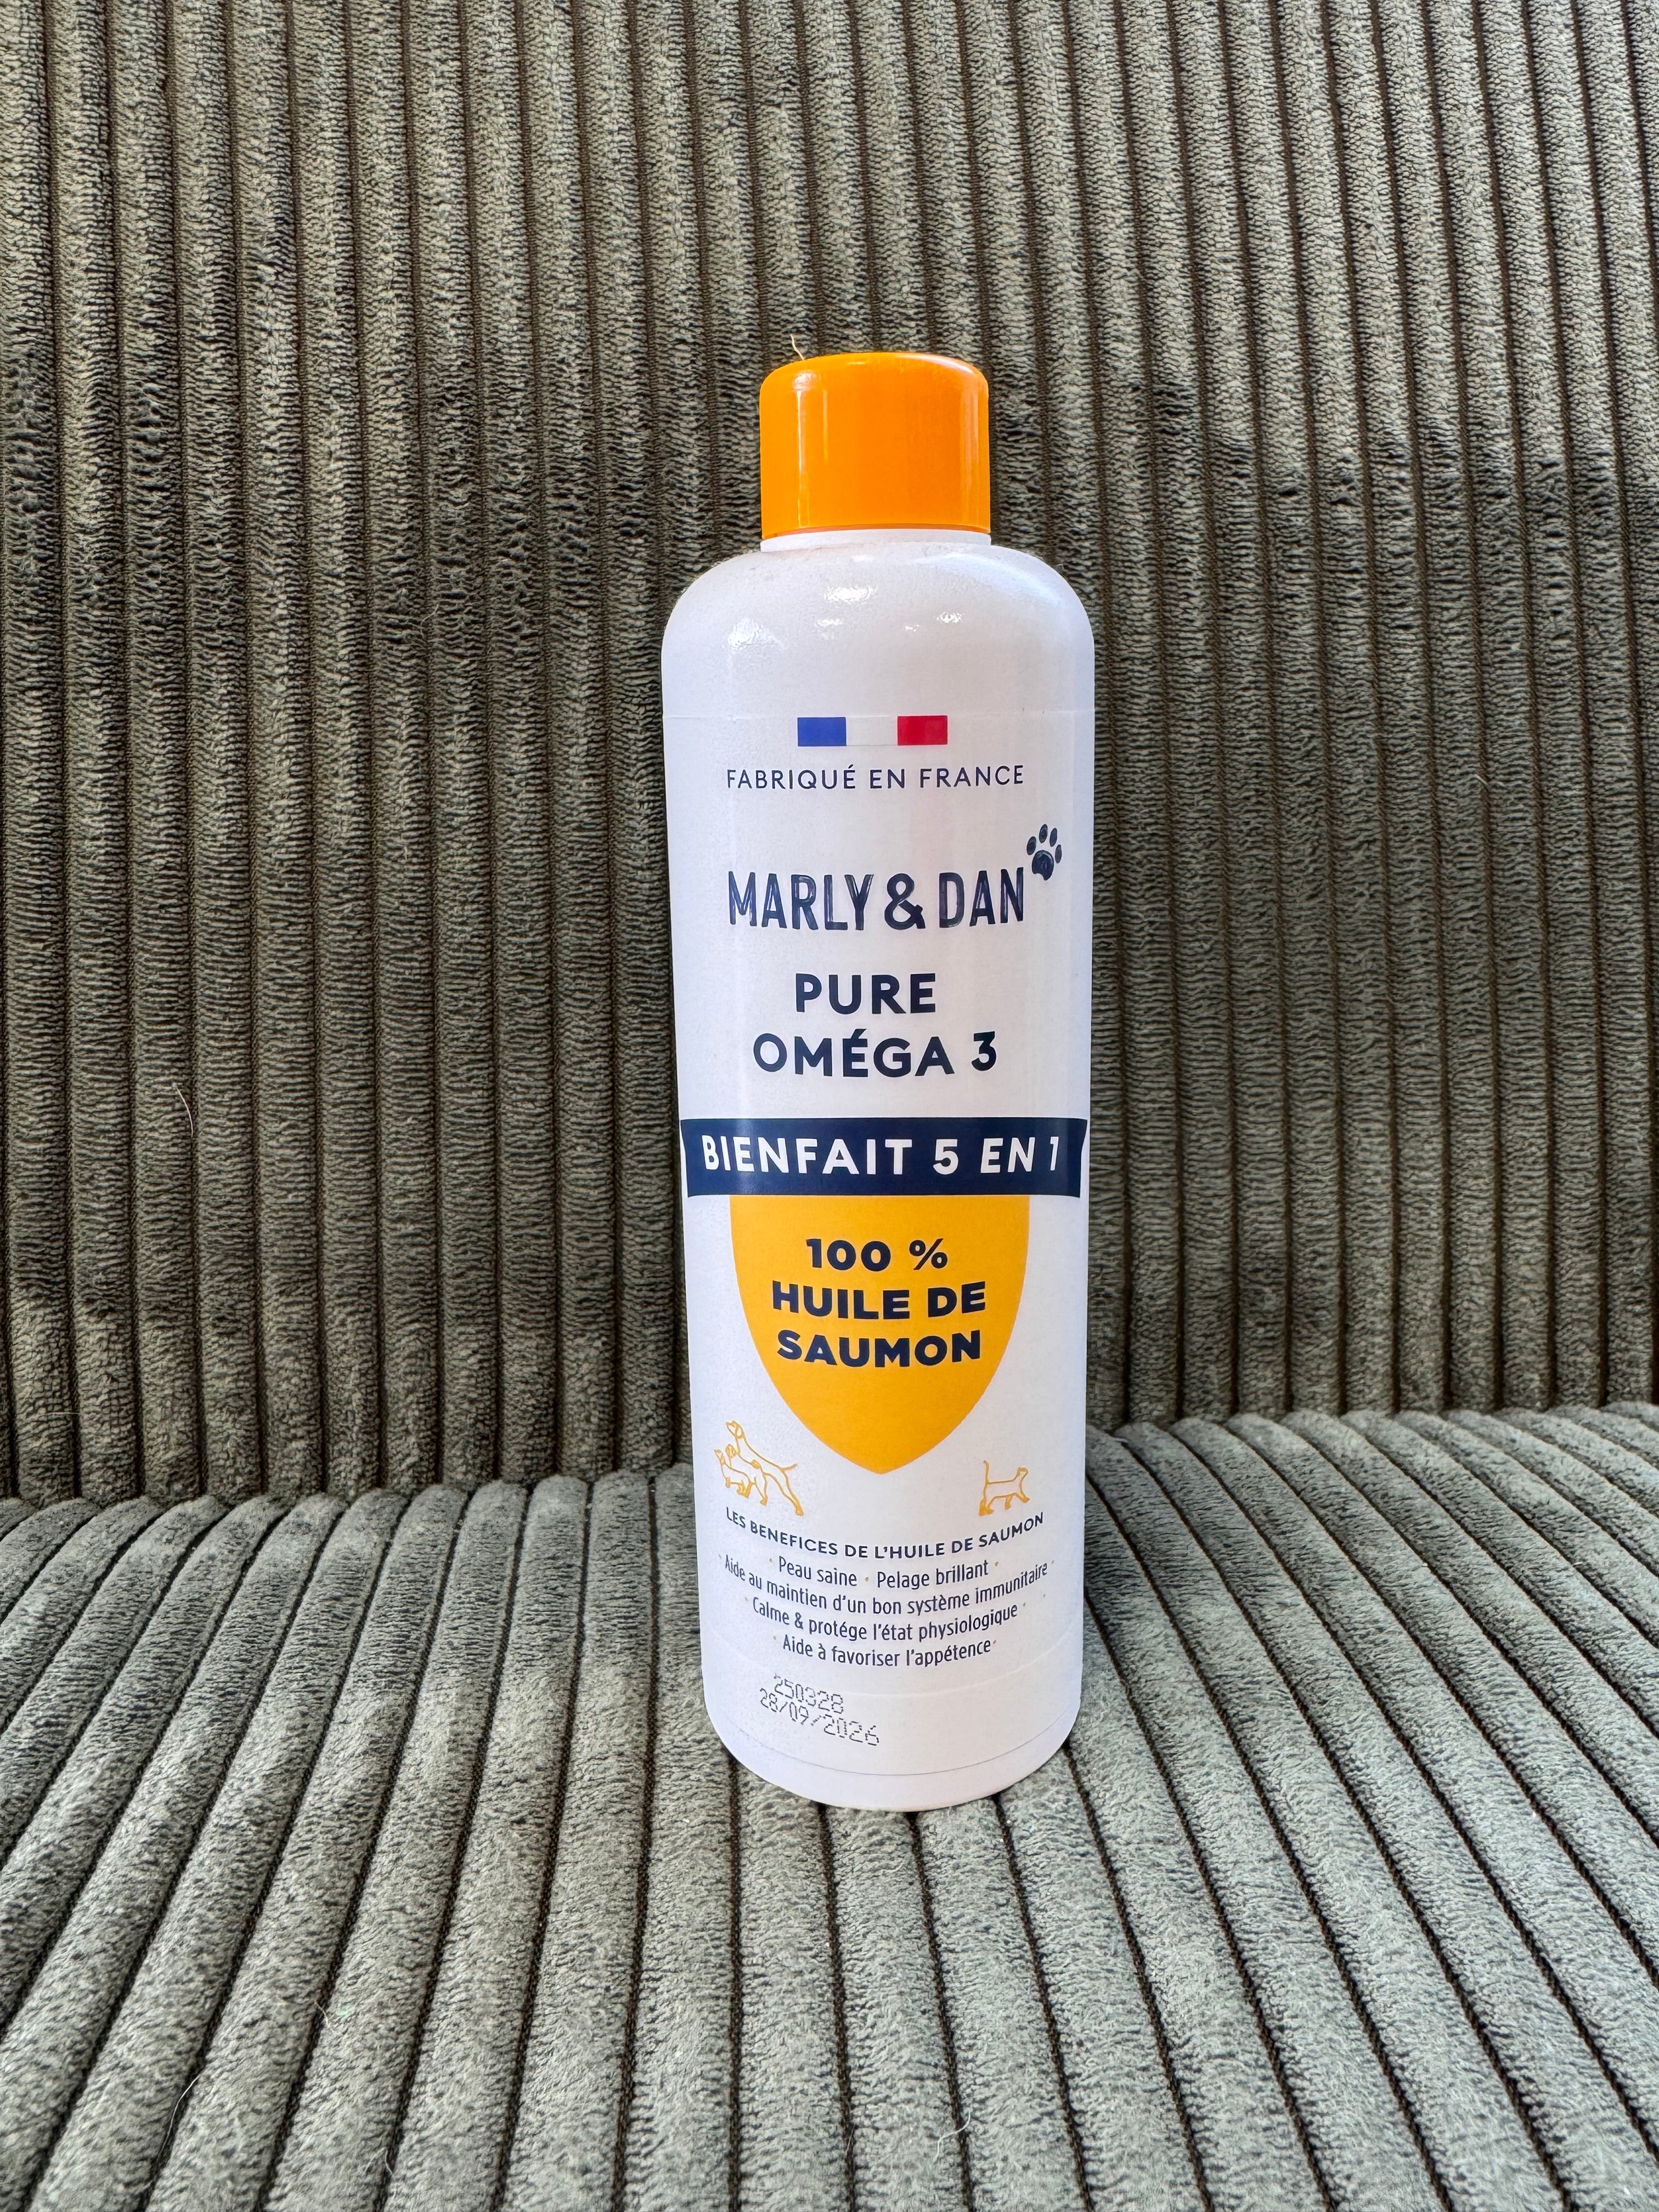 FABRIQUÉ EN FRANCE
MARLY & DAN
PURE
OMÉGA 3
BIENFAIT 5 EN 1
100 %
HUILE DE
SAUMON
LES BENEFICES DE L'HUILE DE SAUMON
• Peau saine • Pelage brillant •
• Aide au maintien d'un bon système immunitaire •
• Calme & protége l'état physiologique •
• Aide à favoriser l'appétence •
250328
28/09/2026